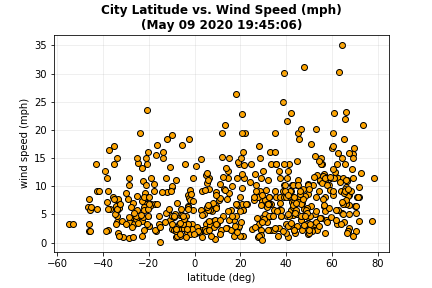 City Latitude vs. Wind Speed (mph)
(May 09 2020 19:45:06)
35
30
25
20
15
10
5
0
wind speed (mph)
−60 −40 −20 0 20 40 60 80
latitude (deg)